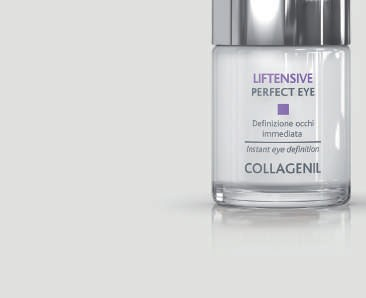 LIFTENSIVE
PERFECT EYE
Definizione occhi
immediata
Instant eye definition
COLLAGENIL